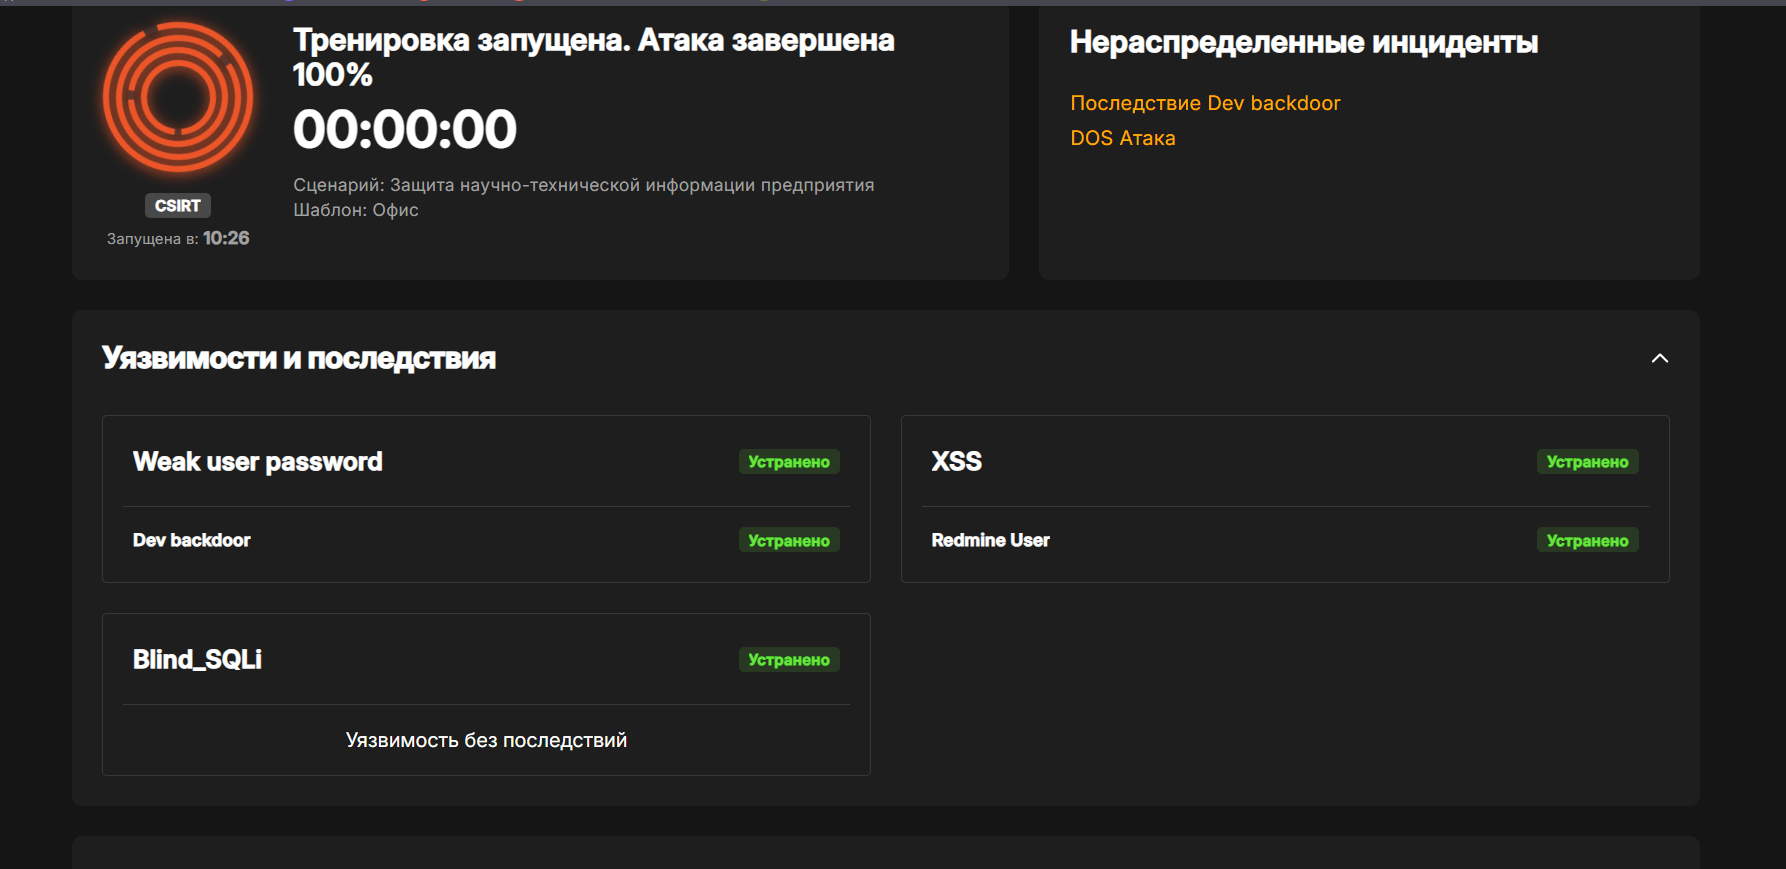 Тренировка запущена. Атака завершена
100%
00:00:00
Сценарий: Защита научно-технической информации предприятия
Шаблон: Офис
CSIRT
Запущена в: 10:26
Нераспределенные инциденты
Последствие Dev backdoor
DOS Атака
Уязвимости и последствия
Weak user password
Устранено
Dev backdoor
Устранено
XSS
Устранено
Redmine User
Устранено
Blind_SQLi
Устранено
Уязвимость без последствий